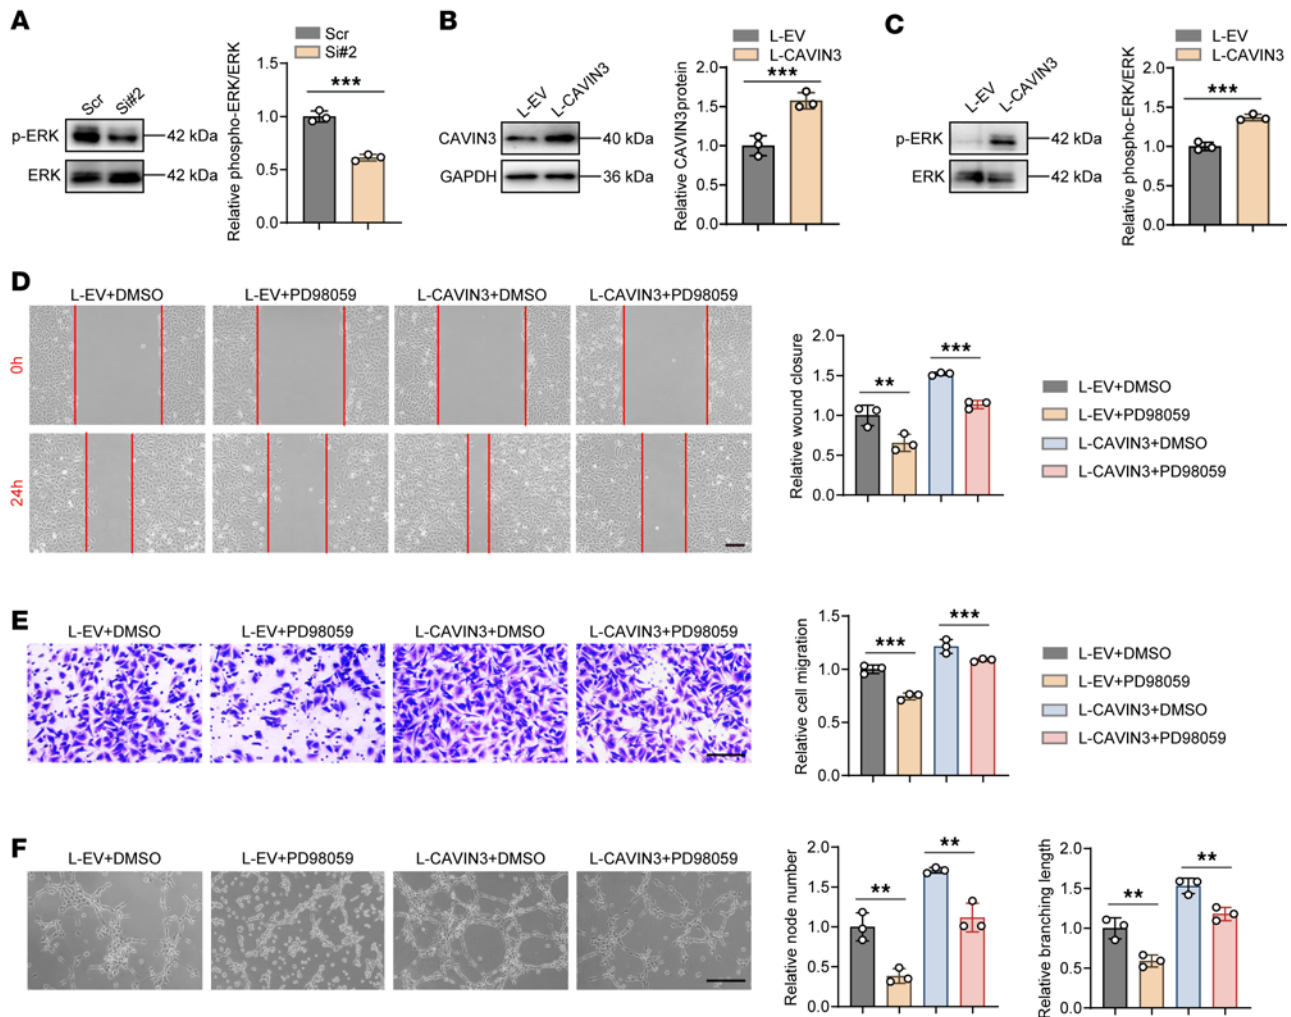 A
Scr
Si#2
Scr
Si#2
p-ERK
42 kDa
ERK
42 kDa
Relative phospho-ERK/ERK
1.5
1.0
0.5
0.0
***
B
L-EV
L-CAVIN3
L-EV
L-CAVIN3
CAVIN3
40 kDa
GAPDH
36 kDa
Relative CAVIN3protein
2.0
1.5
1.0
0.5
0.0
***
C
L-EV
L-CAVIN3
L-EV
L-CAVIN3
p-ERK
42 kDa
ERK
42 kDa
Relative phospho-ERK/ERK
2.0
1.5
1.0
0.5
0.0
***
D
L-EV+DMSO
L-EV+PD98059
L-CAVIN3+DMSO
L-CAVIN3+PD98059
0h
24h
Relative wound closure
2.0
1.5
1.0
0.5
0.0
**
***
L-EV+DMSO
L-EV+PD98059
L-CAVIN3+DMSO
L-CAVIN3+PD98059
E
L-EV+DMSO
L-EV+PD98059
L-CAVIN3+DMSO
L-CAVIN3+PD98059
Relative cell migration
1.5
1.0
0.5
0.0
***
***
L-EV+DMSO
L-EV+PD98059
L-CAVIN3+DMSO
L-CAVIN3+PD98059
F
L-EV+DMSO
L-EV+PD98059
L-CAVIN3+DMSO
L-CAVIN3+PD98059
Relative node number
2.0
1.5
1.0
0.5
0.0
**
**
Relative branching length
2.0
1.5
1.0
0.5
0.0
**
**